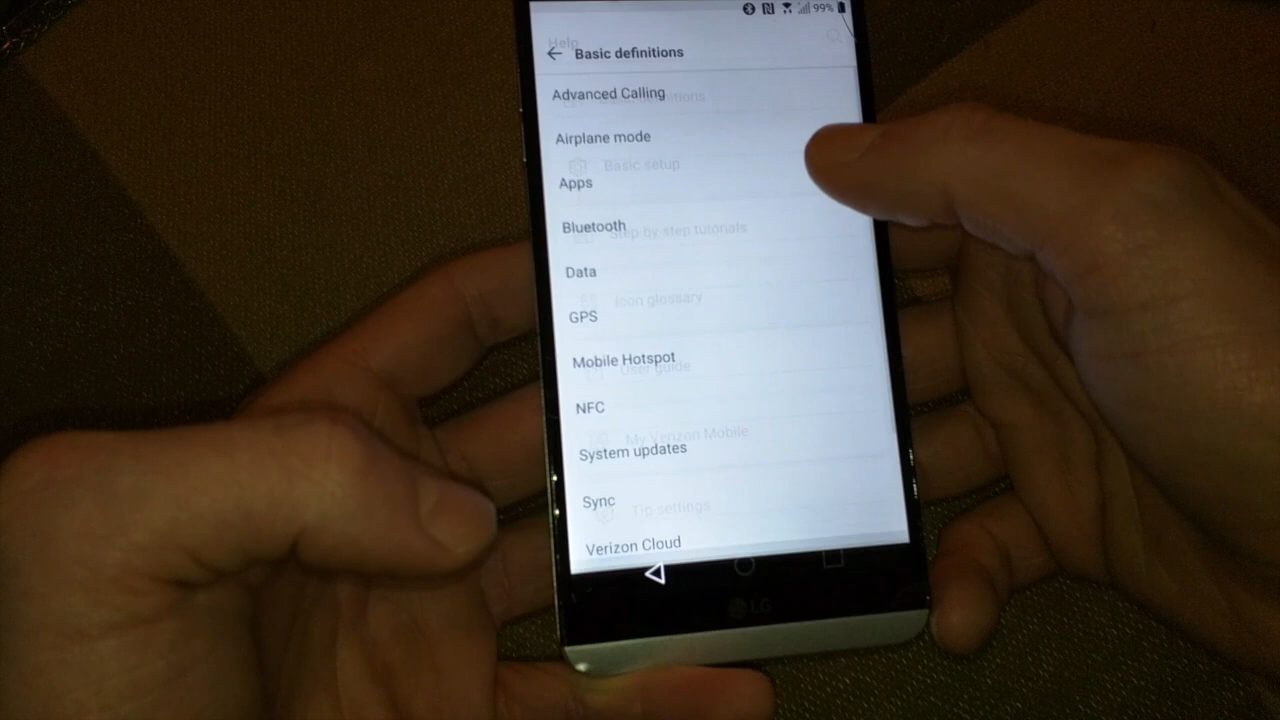 99%
Help
Basic definitions
Advanced Calling
Airplane mode
Basic setup
Apps
Bluetooth
Step-by-step tutorials
Data
Icon glossary
GPS
Mobile Hotspot
User guide
NFC
My Verizon Mobile
System updates
Sync
Tip settings
Verizon Cloud
LG